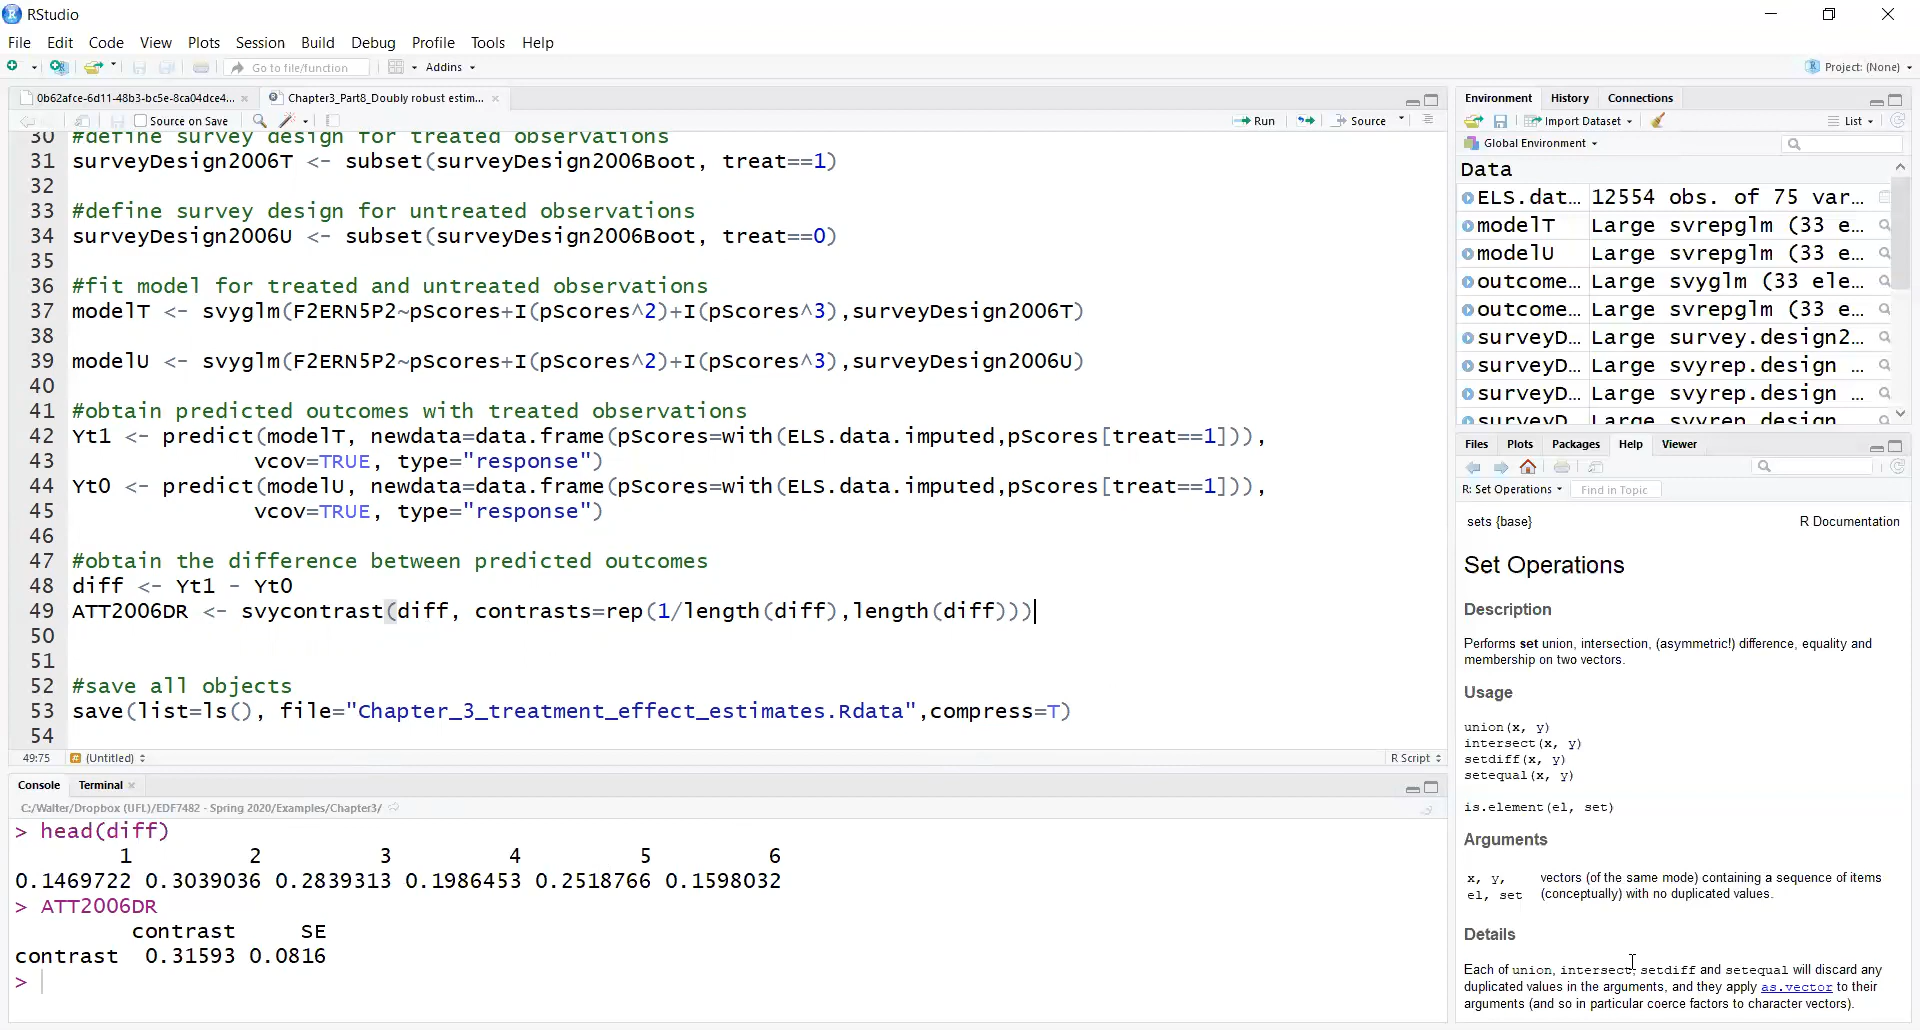 RStudio
File Edit Code View Plots Session Build Debug Profile Tools Help
Go to file/function Addins Project: (None)
0b62afce-6d11-48b3-bc5e-8ca04dce4... Chapter3_Part8_Doubly robust estim...
Source on Save Run Source
30 #define survey design for treated observations
31 surveyDesign2006T <- subset(surveyDesign2006Boot, treat==1)
32
33 #define survey design for untreated observations
34 surveyDesign2006U <- subset(surveyDesign2006Boot, treat==0)
35
36 #fit model for treated and untreated observations
37 modelT <- svyglm(F2ERN5P2~pScores+I(pScores^2)+I(pScores^3),surveyDesign2006T)
38
39 modelU <- svyglm(F2ERN5P2~pScores+I(pScores^2)+I(pScores^3),surveyDesign2006U)
40
41 #obtain predicted outcomes with treated observations
42 Yt1 <- predict(modelT, newdata=data.frame(pScores=with(ELS.data.imputed,pScores[treat==1])),
43 vcov=TRUE, type="response")
44 Yt0 <- predict(modelU, newdata=data.frame(pScores=with(ELS.data.imputed,pScores[treat==1])),
45 vcov=TRUE, type="response")
46
47 #obtain the difference between predicted outcomes
48 diff <- Yt1 - Yt0
49 ATT2006DR <- svycontrast(diff, contrasts=rep(1/length(diff),length(diff)))
50
51
52 #save all objects
53 save(list=ls(), file="Chapter_3_treatment_effect_estimates.Rdata",compress=T)
54
49:75 (Untitled) R Script
Console Terminal
C:/Walter/Dropbox (UFL)/EDF7482 - Spring 2020/Examples/Chapter3/
> head(diff)
1 2 3 4 5 6
0.1469722 0.3039036 0.2839313 0.1986453 0.2518766 0.1598032
> ATT2006DR
contrast SE
contrast 0.31593 0.0816
>
Environment History Connections
Import Dataset List
Global Environment
Data
ELS.dat... 12554 obs. of 75 var...
modelT Large svrepglm (33 e...
modelU Large svrepglm (33 e...
outcome... Large svyglm (33 ele...
outcome... Large svrepglm (33 e...
surveyD... Large survey.design2...
surveyD... Large svyrep.design ...
surveyD... Large svyrep.design ...
surveyD... Large svyrep.design ...
Files Plots Packages Help Viewer
R: Set Operations Find in Topic
sets {base} R Documentation
Set Operations
Description
Performs set union, intersection, (asymmetric!) difference, equality and
membership on two vectors.
Usage
union(x, y)
intersect(x, y)
setdiff(x, y)
setequal(x, y)
is.element(el, set)
Arguments
x, y, vectors (of the same mode) containing a sequence of items
el, set (conceptually) with no duplicated values.
Details
Each of union, intersect, setdiff and setequal will discard any
duplicated values in the arguments, and they apply as.vector to their
arguments (and so in particular coerce factors to character vectors).